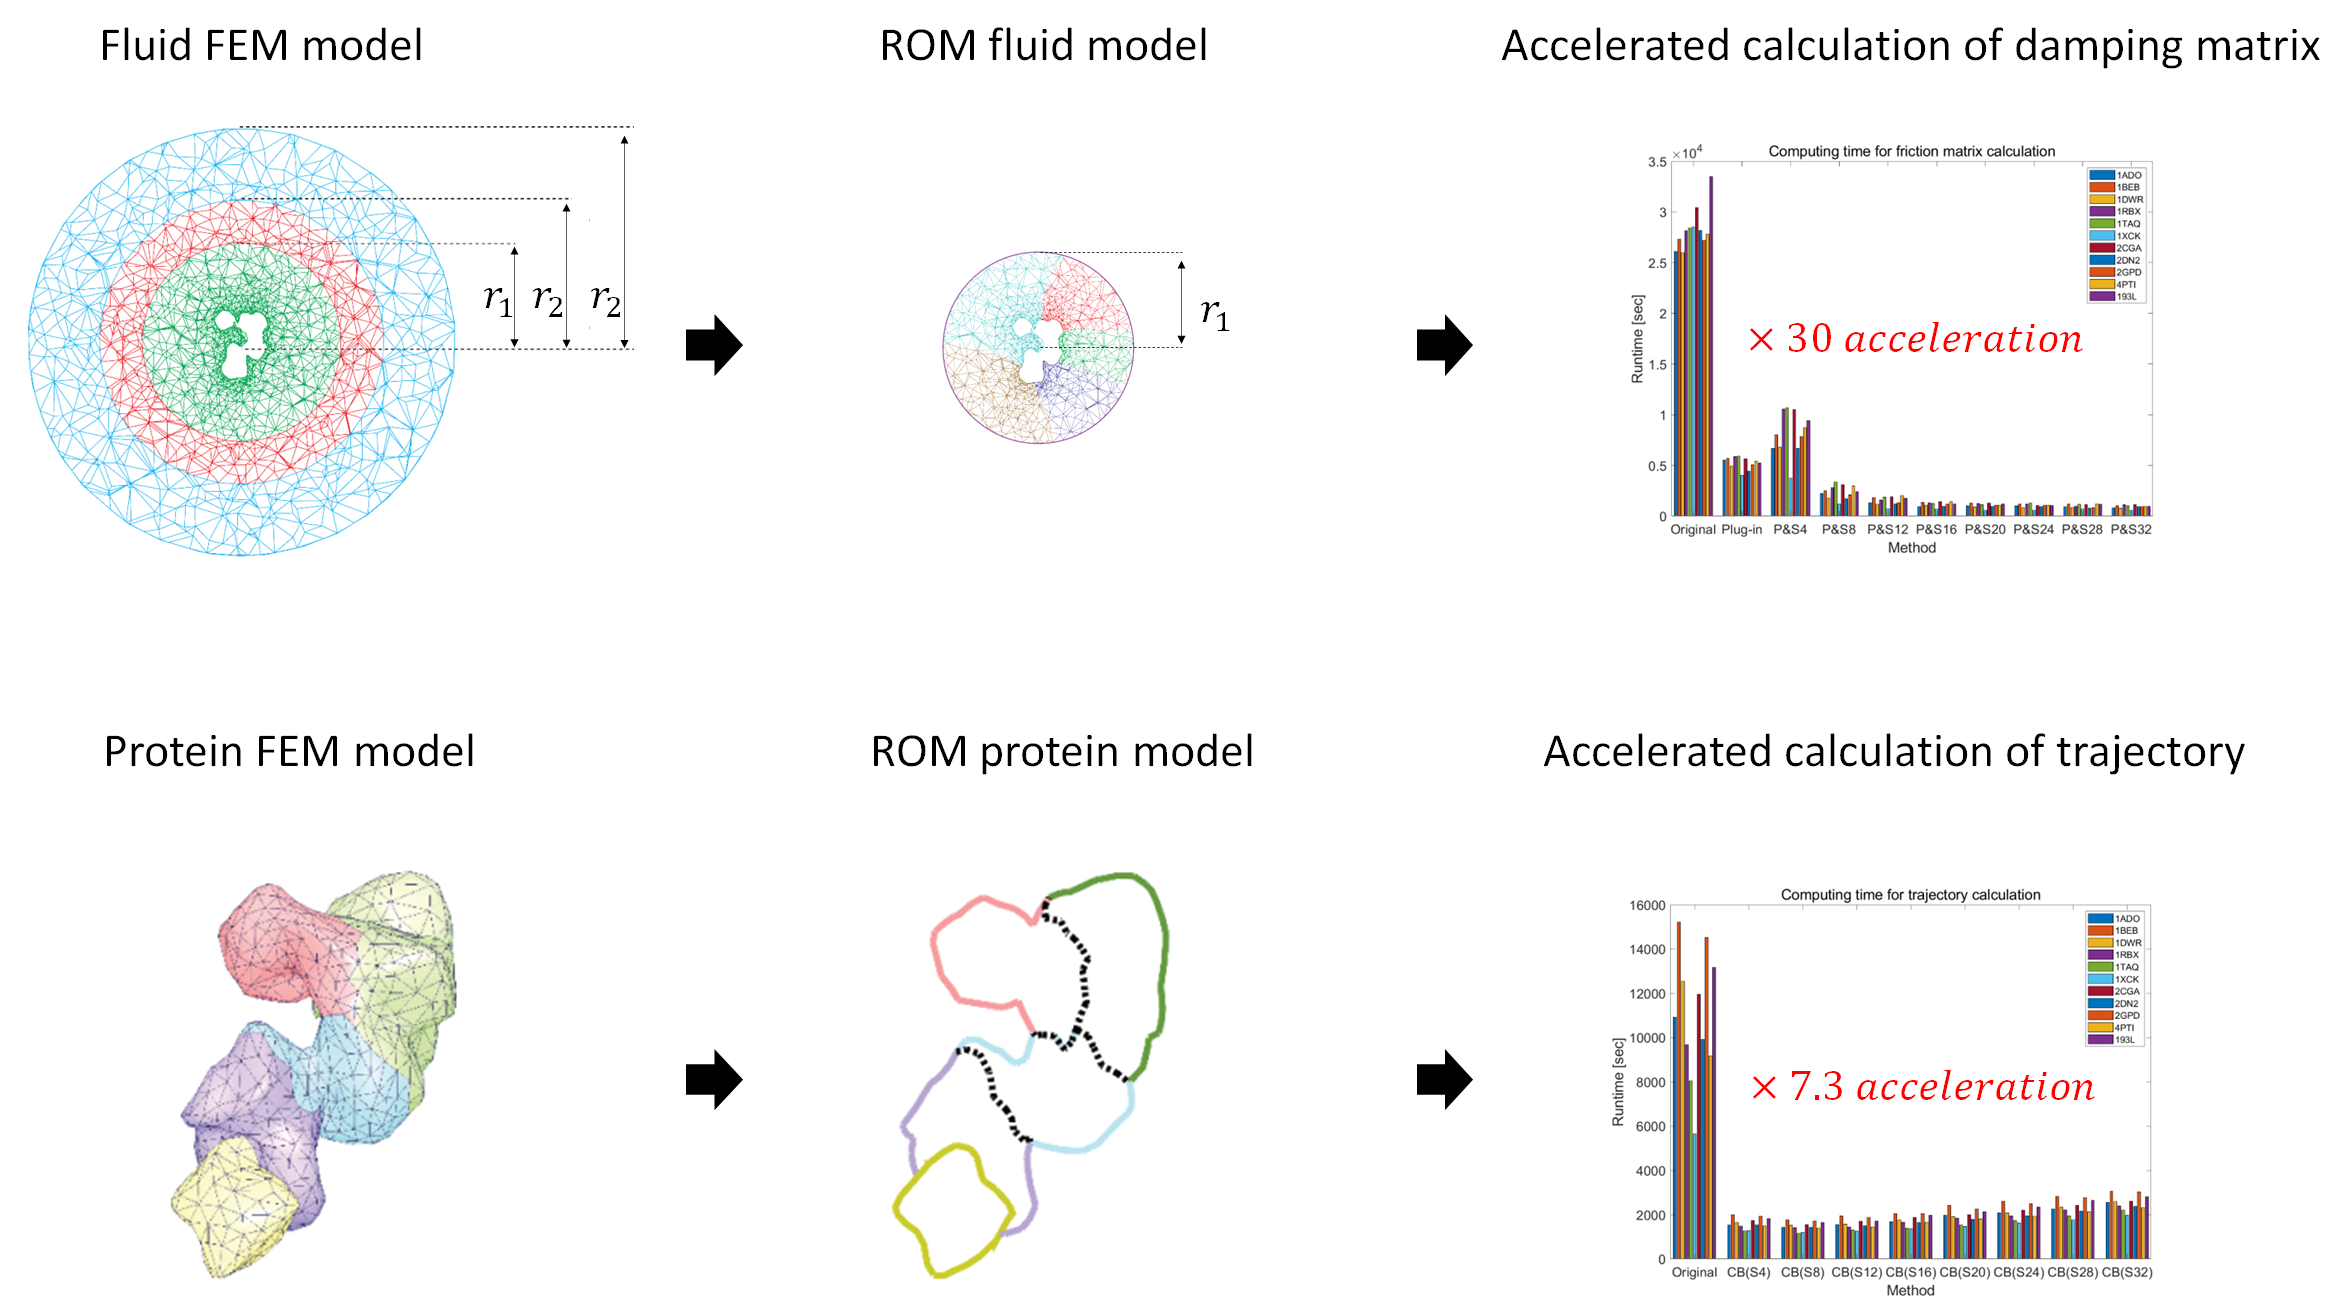 Fluid FEM model
ROM fluid model
Accelerated calculation of damping matrix
r1
r2
r2
r1
Computing time for friction matrix calculation
×10^4
3.5
3
2.5
2
1.5
1
0.5
0
Runtime [sec]
1ADO
1BEB
1DWR
1RBX
1TAQ
1XCK
2CGA
2DN2
2GPD
4PTI
193L
× 30 acceleration
Original Plug-in P&S4 P&S8 P&S12 P&S16 P&S20 P&S24 P&S28 P&S32
Method
Protein FEM model
ROM protein model
Accelerated calculation of trajectory
Computing time for trajectory calculation
16000
14000
12000
10000
8000
6000
4000
2000
0
Runtime [sec]
1ADO
1BEB
1DWR
1RBX
1TAQ
1XCK
2CGA
2DN2
2GPD
4PTI
193L
× 7.3 acceleration
Original CB(S4) CB(S8) CB(S12) CB(S16) CB(S20) CB(S24) CB(S28) CB(S32)
Method